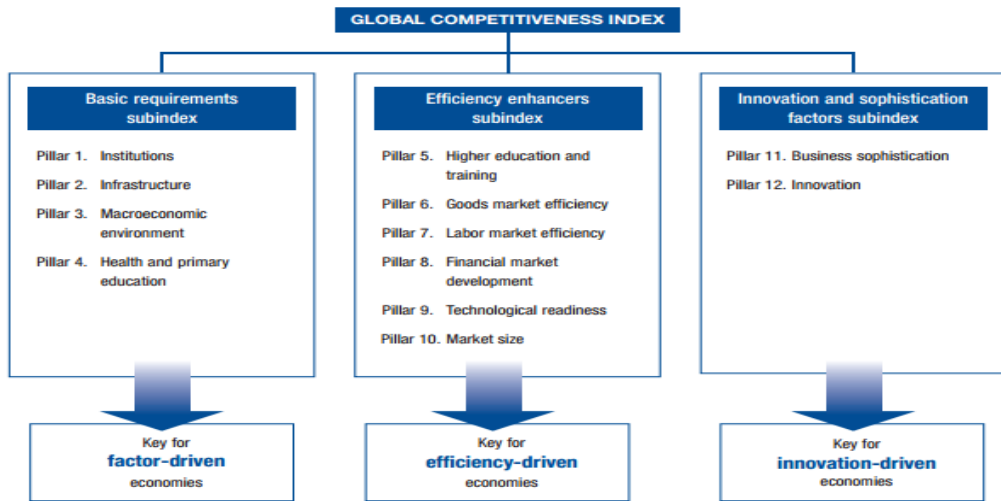 GLOBAL COMPETITIVENESS INDEX
Basic requirements
subindex
Pillar 1. Institutions
Pillar 2. Infrastructure
Pillar 3. Macroeconomic
environment
Pillar 4. Health and primary
education
Key for
factor-driven
economies
Efficiency enhancers
subindex
Pillar 5. Higher education and
training
Pillar 6. Goods market efficiency
Pillar 7. Labor market efficiency
Pillar 8. Financial market
development
Pillar 9. Technological readiness
Pillar 10. Market size
Key for
efficiency-driven
economies
Innovation and sophistication
factors subindex
Pillar 11. Business sophistication
Pillar 12. Innovation
Key for
innovation-driven
economies